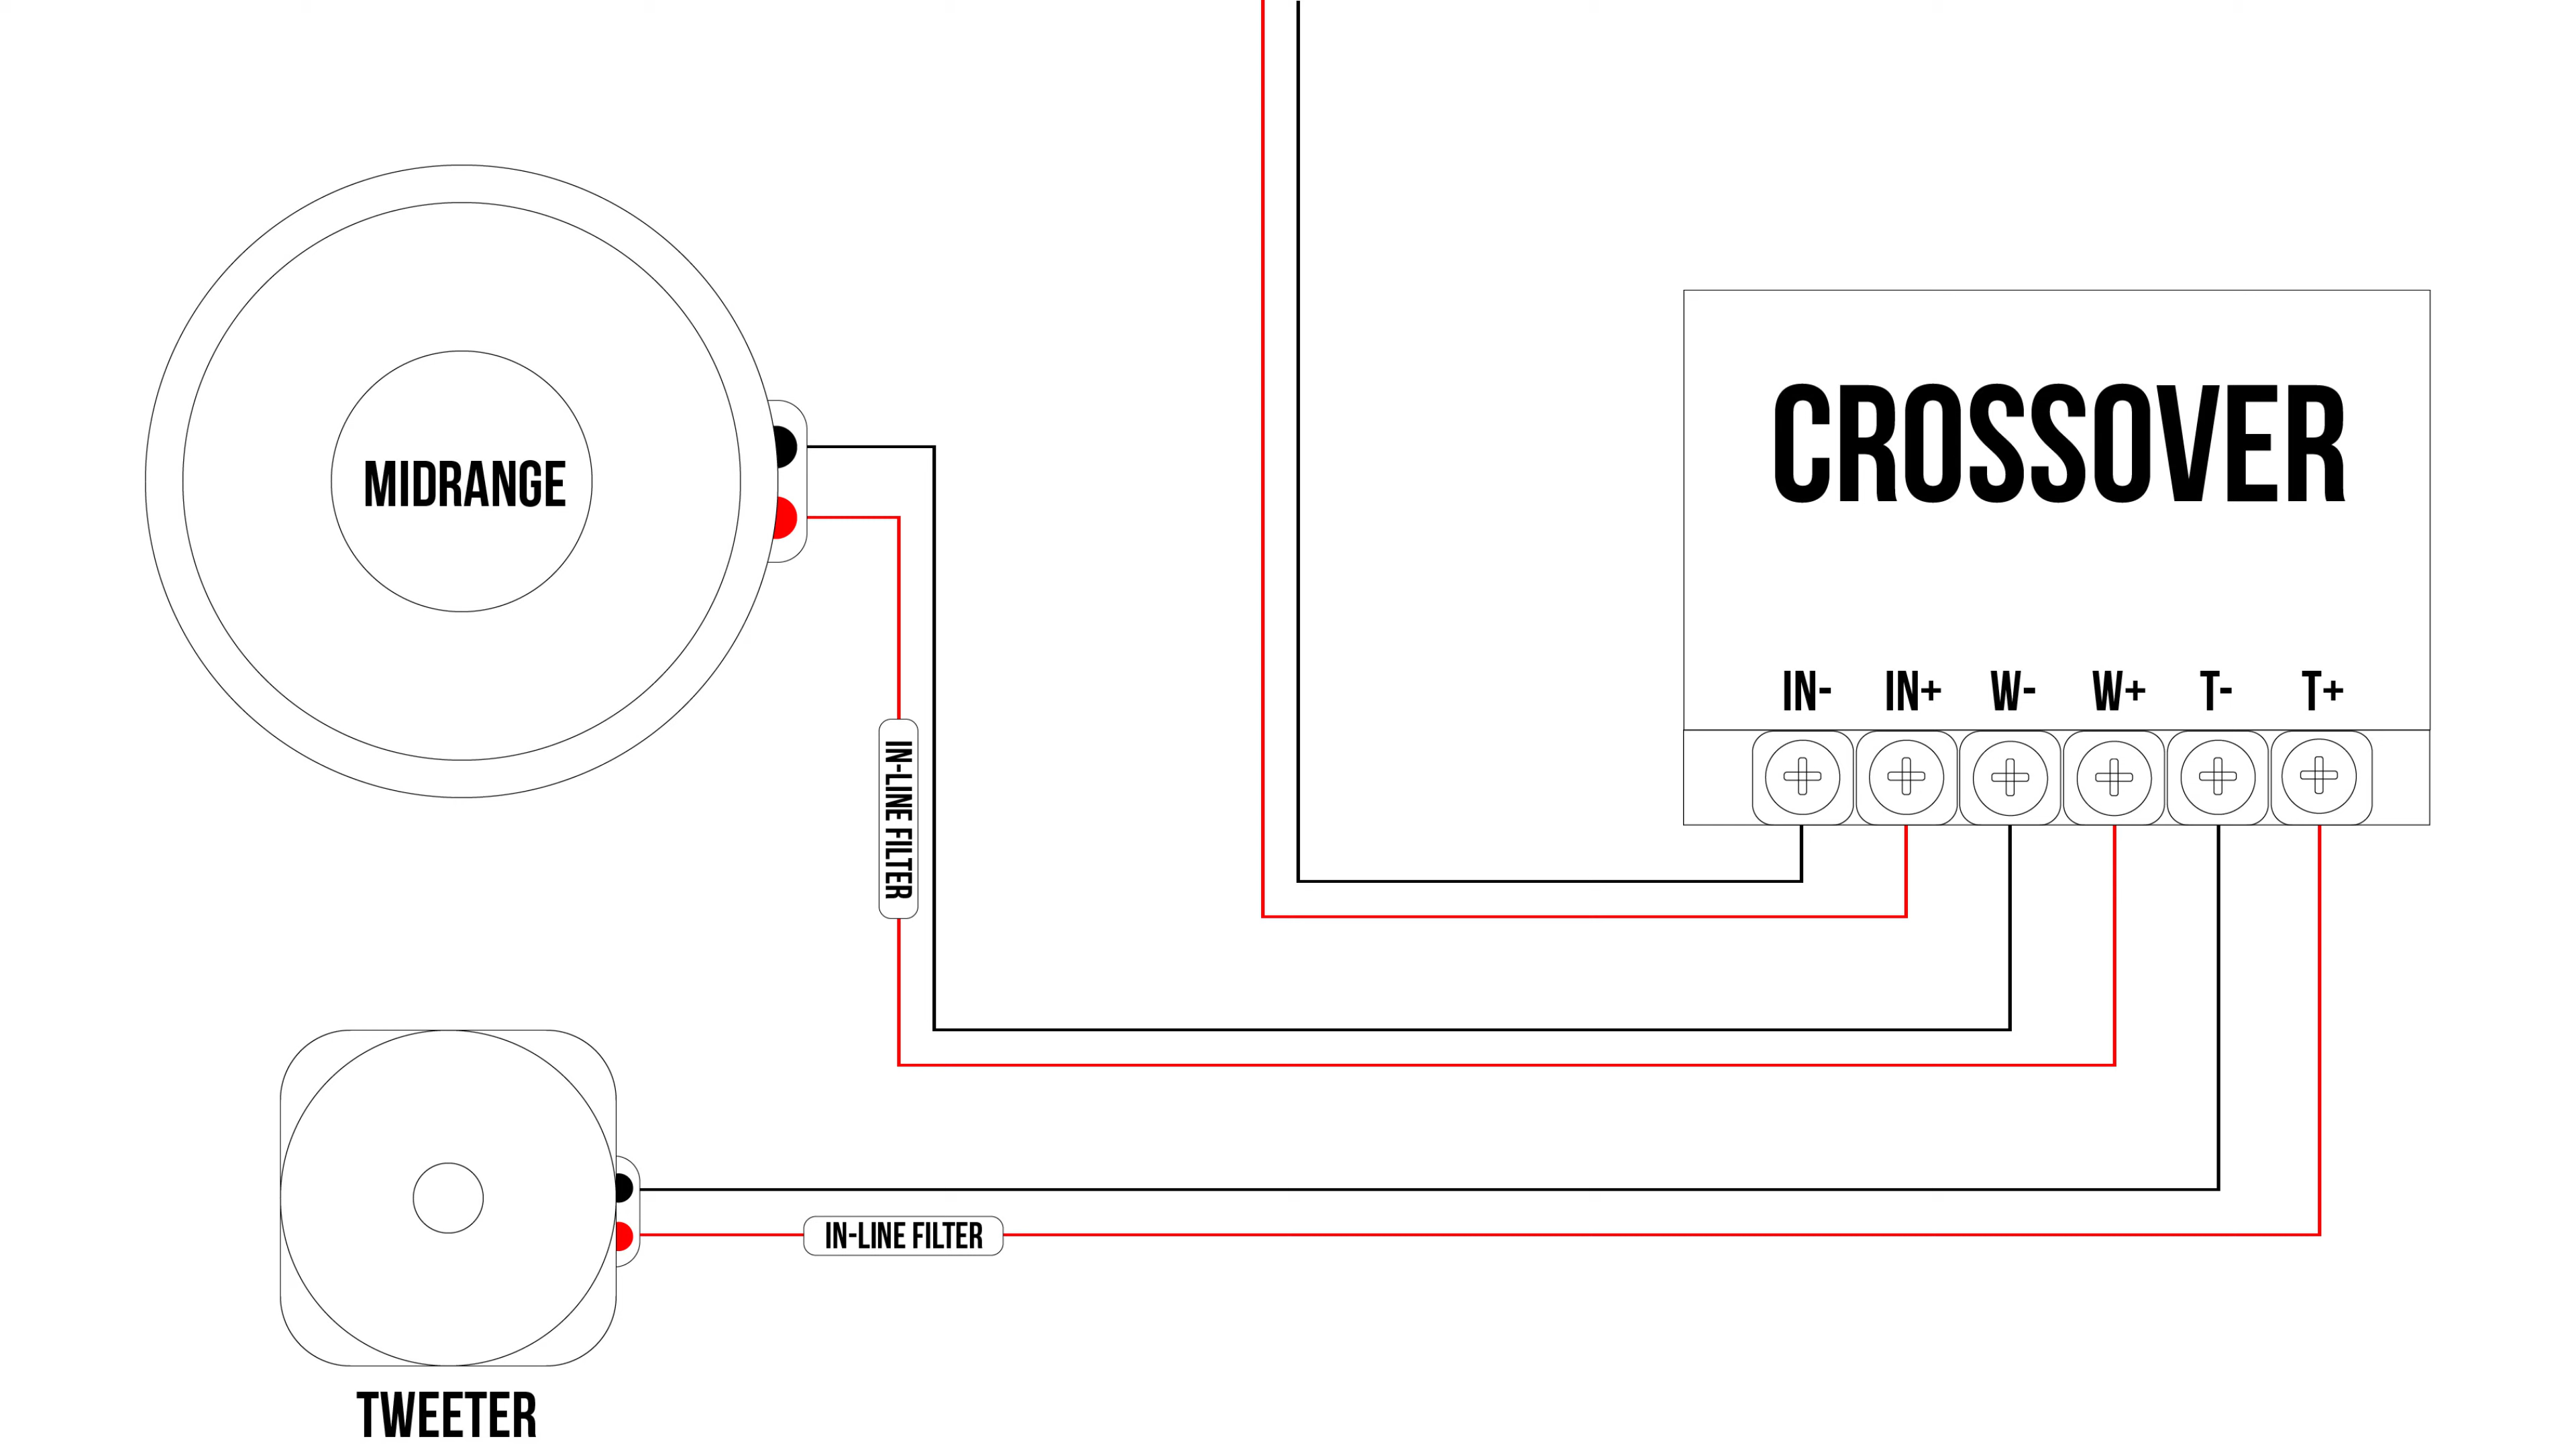 CROSSOVER
MIDRANGE
IN- IN+ W- W+ T- T+
IN-LINE FILTER
IN-LINE FILTER
TWEETER